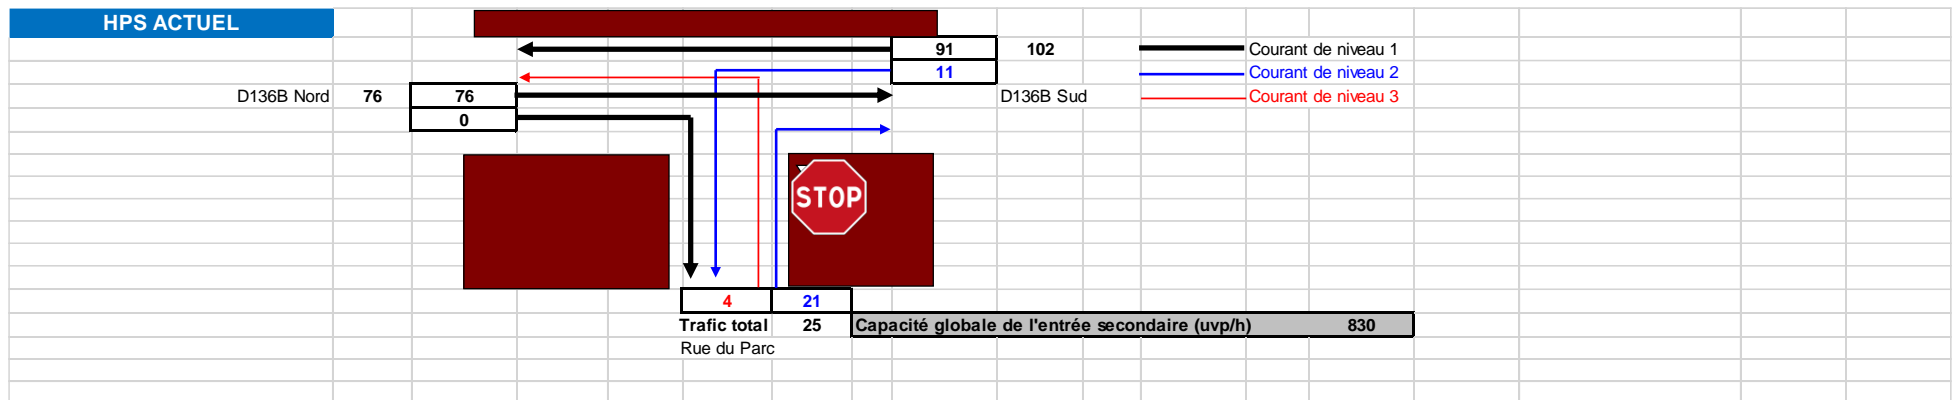 HPS ACTUEL
91 102 Courant de niveau 1
11 Courant de niveau 2
D136B Nord 76 76 D136B Sud Courant de niveau 3
0
STOP
4 21
Trafic total 25 Capacité globale de l'entrée secondaire (uvp/h) 830
Rue du Parc